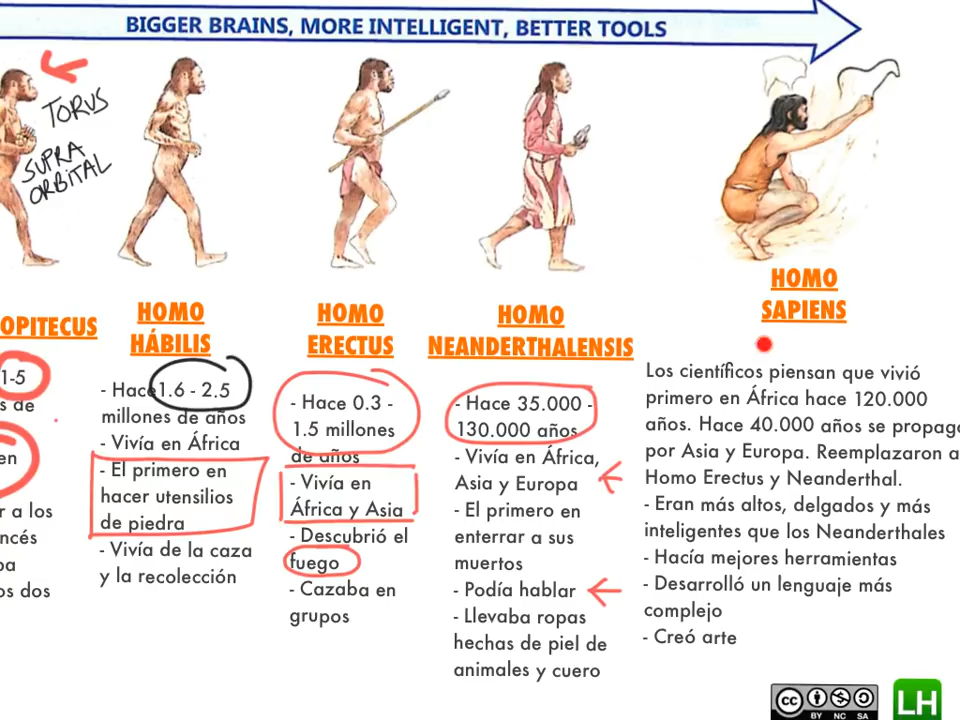 BIGGER BRAINS, MORE INTELLIGENT, BETTER TOOLS
TORUS
SUPRA
ORBITAL
OPITECUS
1-5
s de
en
r a los
ncés
ba
os dos
HOMO
HÁBILIS
- Hace 1.6 - 2.5
millones de años
- Vivía en África
- El primero en
hacer utensilios
de piedra
- Vivía de la caza
y la recolección
HOMO
ERECTUS
- Hace 0.3 -
1.5 millones
de años
- Vivía en
África y Asia
- Descubrió el
fuego
- Cazaba en
grupos
HOMO
NEANDERTHALENSIS
- Hace 35.000 -
130.000 años
- Vivía en África,
Asia y Europa
- El primero en
enterrar a sus
muertos
- Podía hablar
- Llevaba ropas
hechas de piel de
animales y cuero
HOMO
SAPIENS
Los científicos piensan que vivió
primero en África hace 120.000
años. Hace 40.000 años se propagó
por Asia y Europa. Reemplazaron a
Homo Erectus y Neanderthal.
- Eran más altos, delgados y más
inteligentes que los Neanderthales
- Hacía mejores herramientas
- Desarrolló un lenguaje más
complejo
- Creó arte
cc
BY NC SA
LH